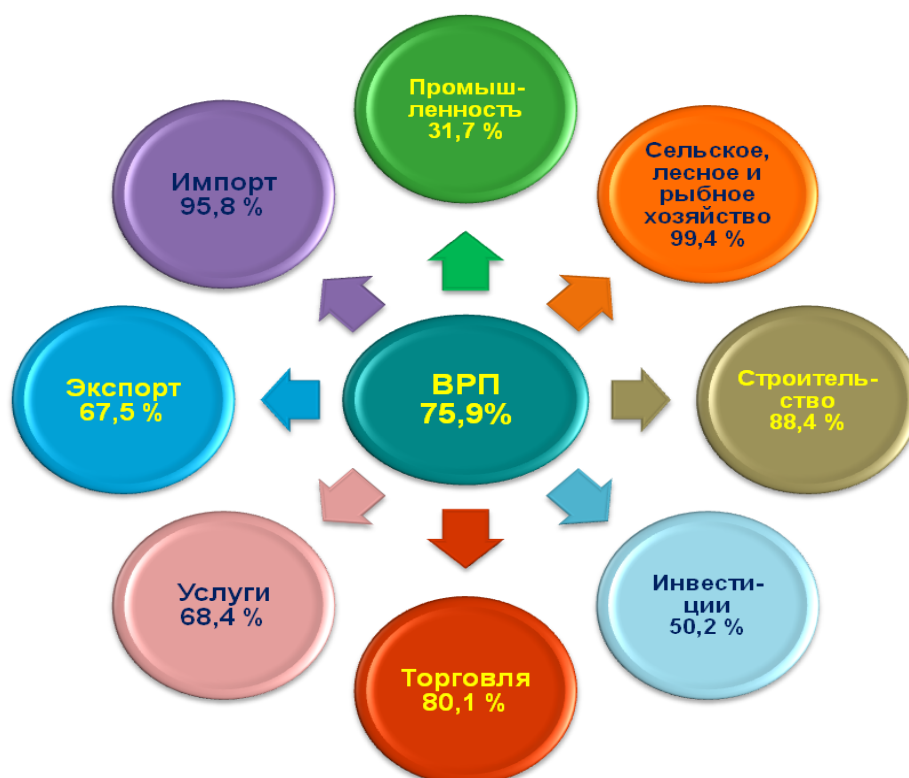 Промыш-
ленность
31,7 %
Сельское,
лесное и
рыбное
хозяйство
99,4 %
Импорт
95,8 %
Экспорт
67,5 %
ВРП
75,9%
Строитель-
ство
88,4 %
Услуги
68,4 %
Инвести-
ции
50,2 %
Торговля
80,1 %